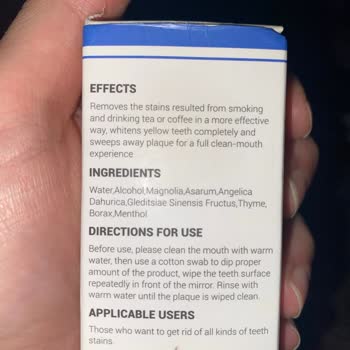 EFFECTS
Removes the stains resulted from smoking
and drinking tea or coffee in a more effective
way, whitens yellow teeth completely and
sweeps away plaque for a full clean-mouth
experience
INGREDIENTS
Water,Alcohol,Magnolia,Asarum,Angelica
Dahurica,Gleditsiae Sinensis Fructus,Thyme,
Borax,Menthol
DIRECTIONS FOR USE
Before use, please clean the mouth with warm
water, then use a cotton swab to dip proper
amount of the product, wipe the teeth surface
repeatedly in front of the mirror. Rinse with
warm water until the plaque is wiped clean.
APPLICABLE USERS
Those who want to get rid of all kinds of teeth
stains.